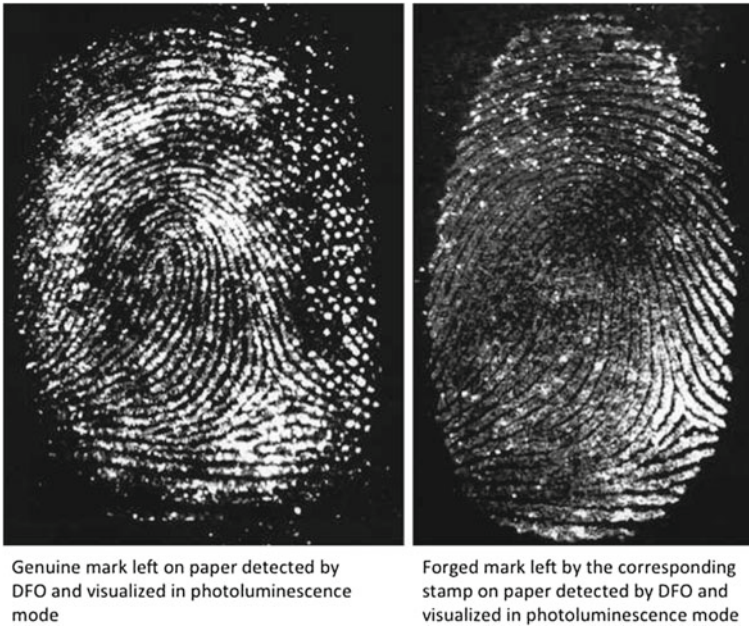 Genuine mark left on paper detected by
DFO and visualized in photoluminescence
mode
Forged mark left by the corresponding
stamp on paper detected by DFO and
visualized in photoluminescence mode